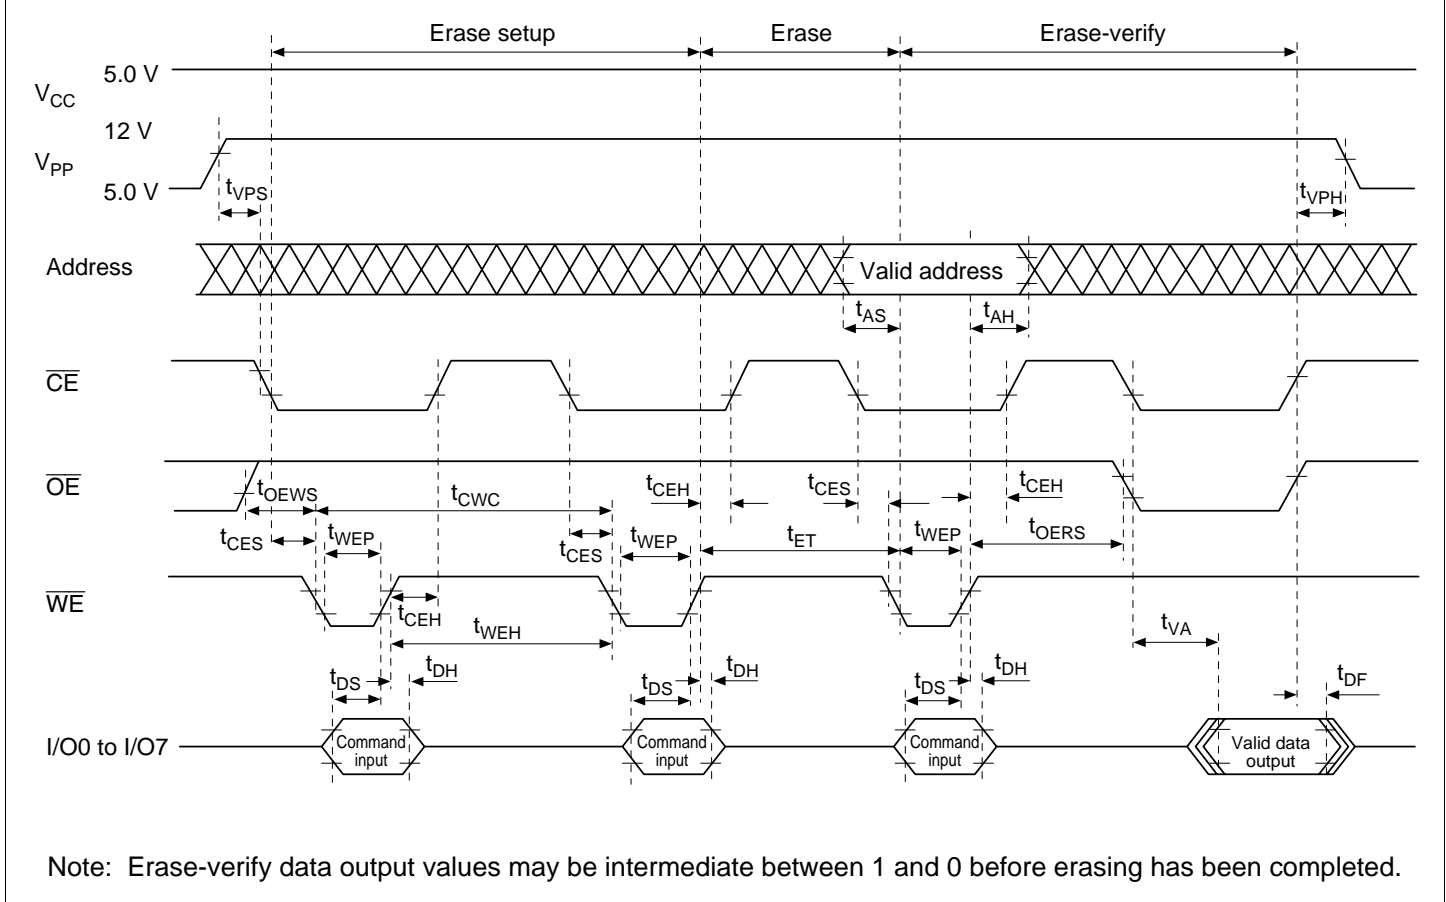 Erase setup Erase Erase-verify
5.0 V
VCC
12 V
VPP
5.0 V
tVPS tVPH
Address Valid address
tAS tAH
CE
OE
tOEWS tCWC tCEH tCES tCEH
tCES tWEP tCES tWEP tET tWEP tOERS
WE
tCEH tWEH tVA
tDS tDH tDS tDH tDS tDH tDF
I/O0 to I/O7
Command input
Command input
Command input
Valid data output
Note: Erase-verify data output values may be intermediate between 1 and 0 before erasing has been completed.